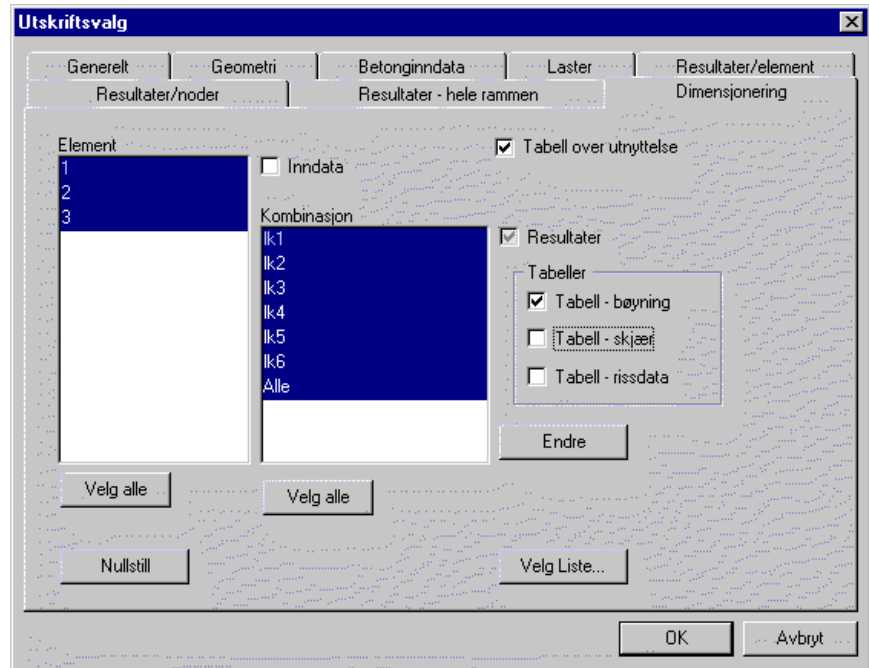 Utskriftsvalg
Generelt
Geometri
Betonginndata
Laster
Resultater/element
Resultater/noder
Resultater - hele rammen
Dimensjonering
Element
1
2
3
Inndata
Tabell over utnyttelse
Kombinasjon
lk1
lk2
lk3
lk4
lk5
lk6
Alle
Resultater
Tabeller
Tabell - bøyning
Tabell - skjær
Tabell - rissdata
Endre
Velg alle
Velg alle
Nullstill
Velg Liste...
OK
Avbryt